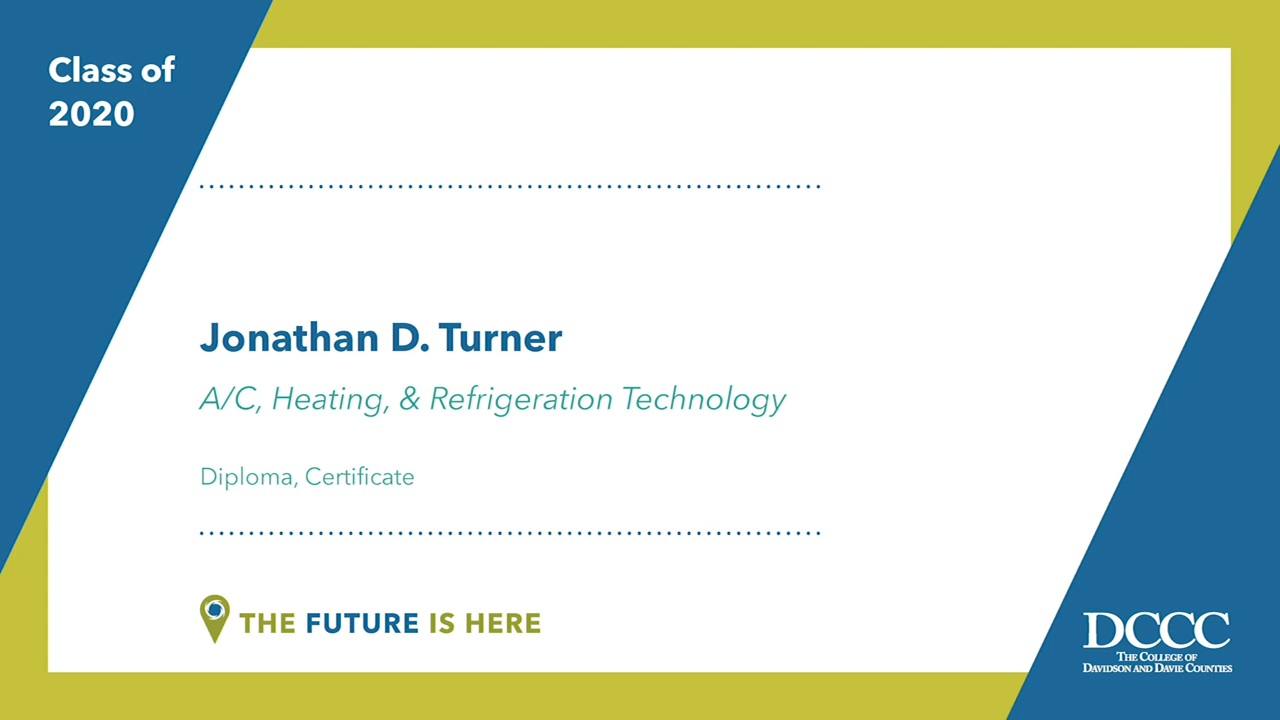 Class of
2020
Jonathan D. Turner
A/C, Heating, & Refrigeration Technology
Diploma, Certificate
THE FUTURE IS HERE
DCCC
THE COLLEGE OF
DAVIDSON AND DAVIE COUNTIES